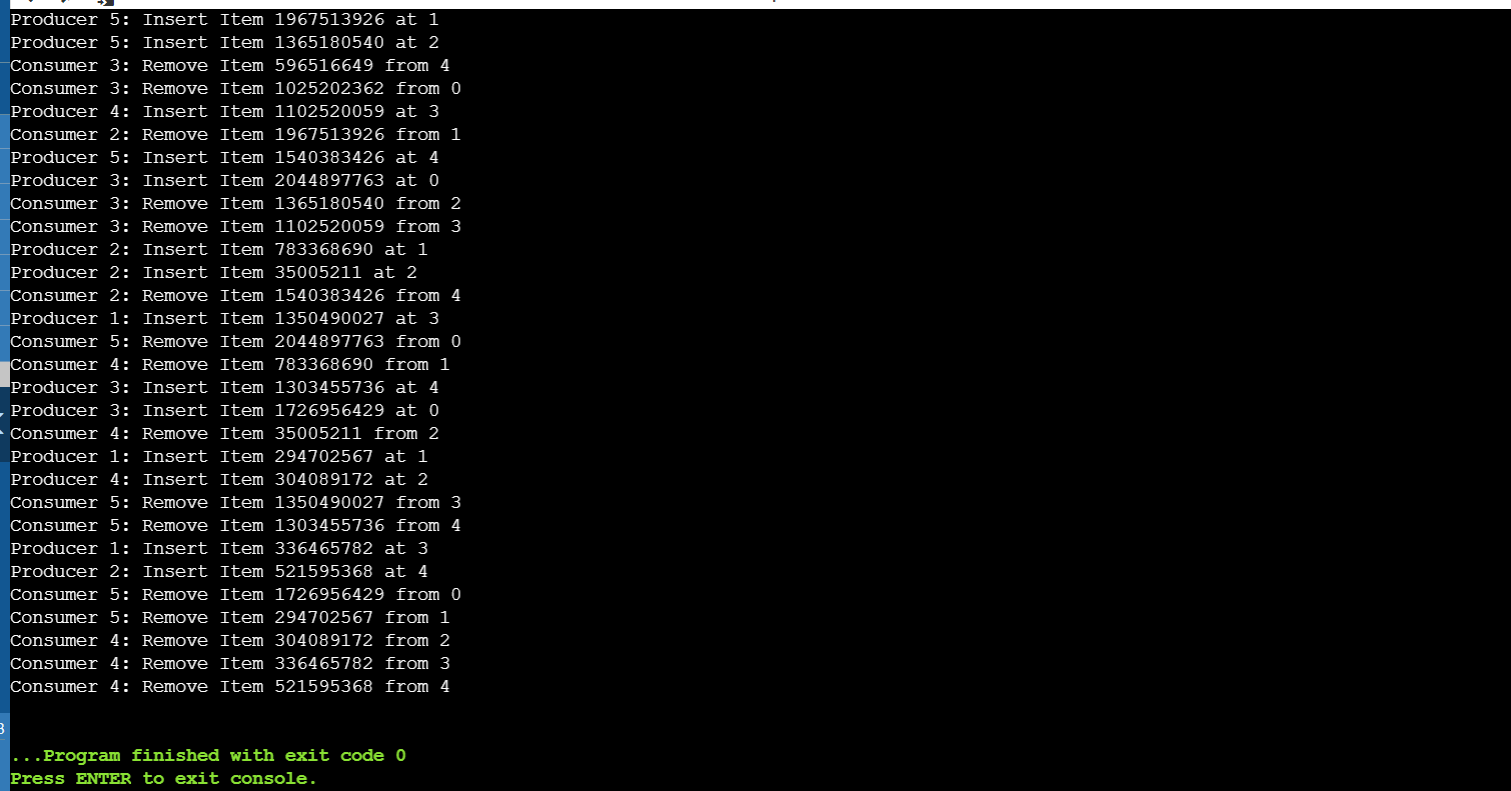 Producer 5: Insert Item 1967513926 at 1
Producer 5: Insert Item 1365180540 at 2
Consumer 3: Remove Item 596516649 from 4
Consumer 3: Remove Item 1025202362 from 0
Producer 4: Insert Item 1102520059 at 3
Consumer 2: Remove Item 1967513926 from 1
Producer 5: Insert Item 1540383426 at 4
Producer 3: Insert Item 2044897763 at 0
Consumer 3: Remove Item 1365180540 from 2
Consumer 3: Remove Item 1102520059 from 3
Producer 2: Insert Item 783368690 at 1
Producer 2: Insert Item 35005211 at 2
Consumer 2: Remove Item 1540383426 from 4
Producer 1: Insert Item 1350490027 at 3
Consumer 5: Remove Item 2044897763 from 0
Consumer 4: Remove Item 783368690 from 1
Producer 3: Insert Item 1303455736 at 4
Producer 3: Insert Item 1726956429 at 0
Consumer 4: Remove Item 35005211 from 2
Producer 1: Insert Item 294702567 at 1
Producer 4: Insert Item 304089172 at 2
Consumer 5: Remove Item 1350490027 from 3
Consumer 5: Remove Item 1303455736 from 4
Producer 1: Insert Item 336465782 at 3
Producer 2: Insert Item 521595368 at 4
Consumer 5: Remove Item 1726956429 from 0
Consumer 5: Remove Item 294702567 from 1
Consumer 4: Remove Item 304089172 from 2
Consumer 4: Remove Item 336465782 from 3
Consumer 4: Remove Item 521595368 from 4
...Program finished with exit code 0
Press ENTER to exit console.